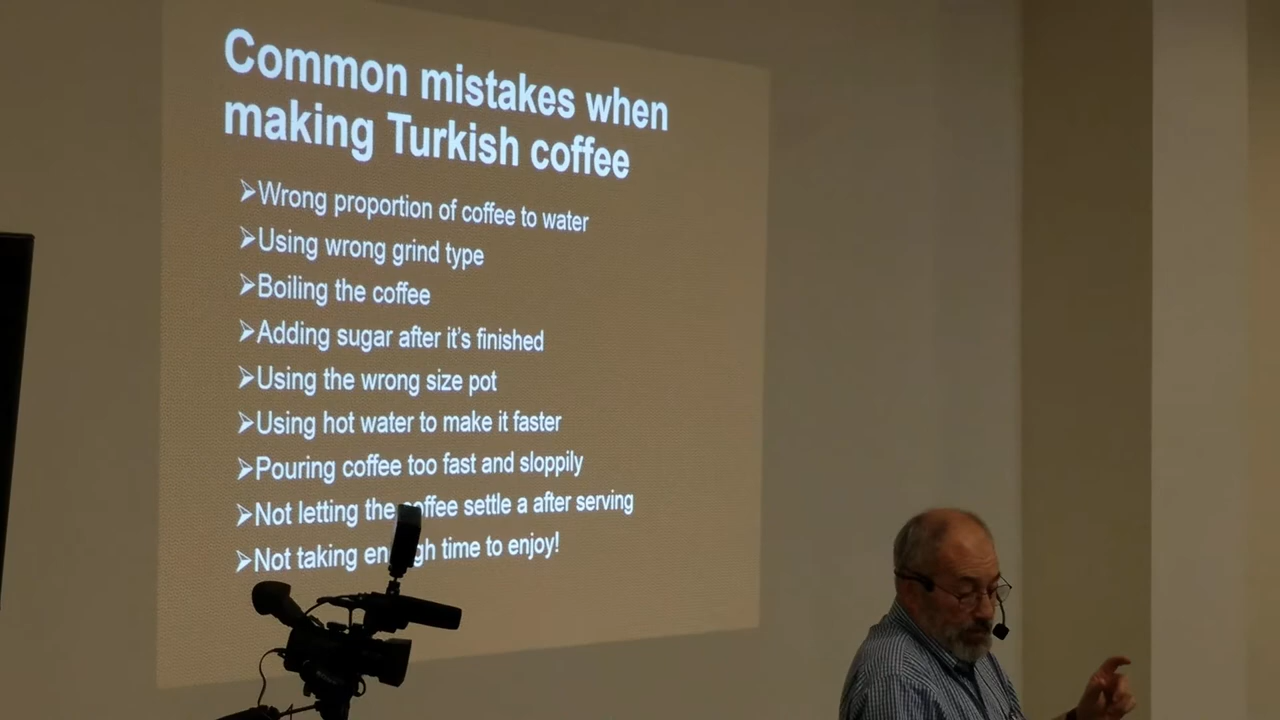 Common mistakes when
making Turkish coffee
➢Wrong proportion of coffee to water
➢Using wrong grind type
➢Boiling the coffee
➢Adding sugar after it's finished
➢Using the wrong size pot
➢Using hot water to make it faster
➢Pouring coffee too fast and sloppily
➢Not letting the coffee settle a after serving
➢Not taking enough time to enjoy!